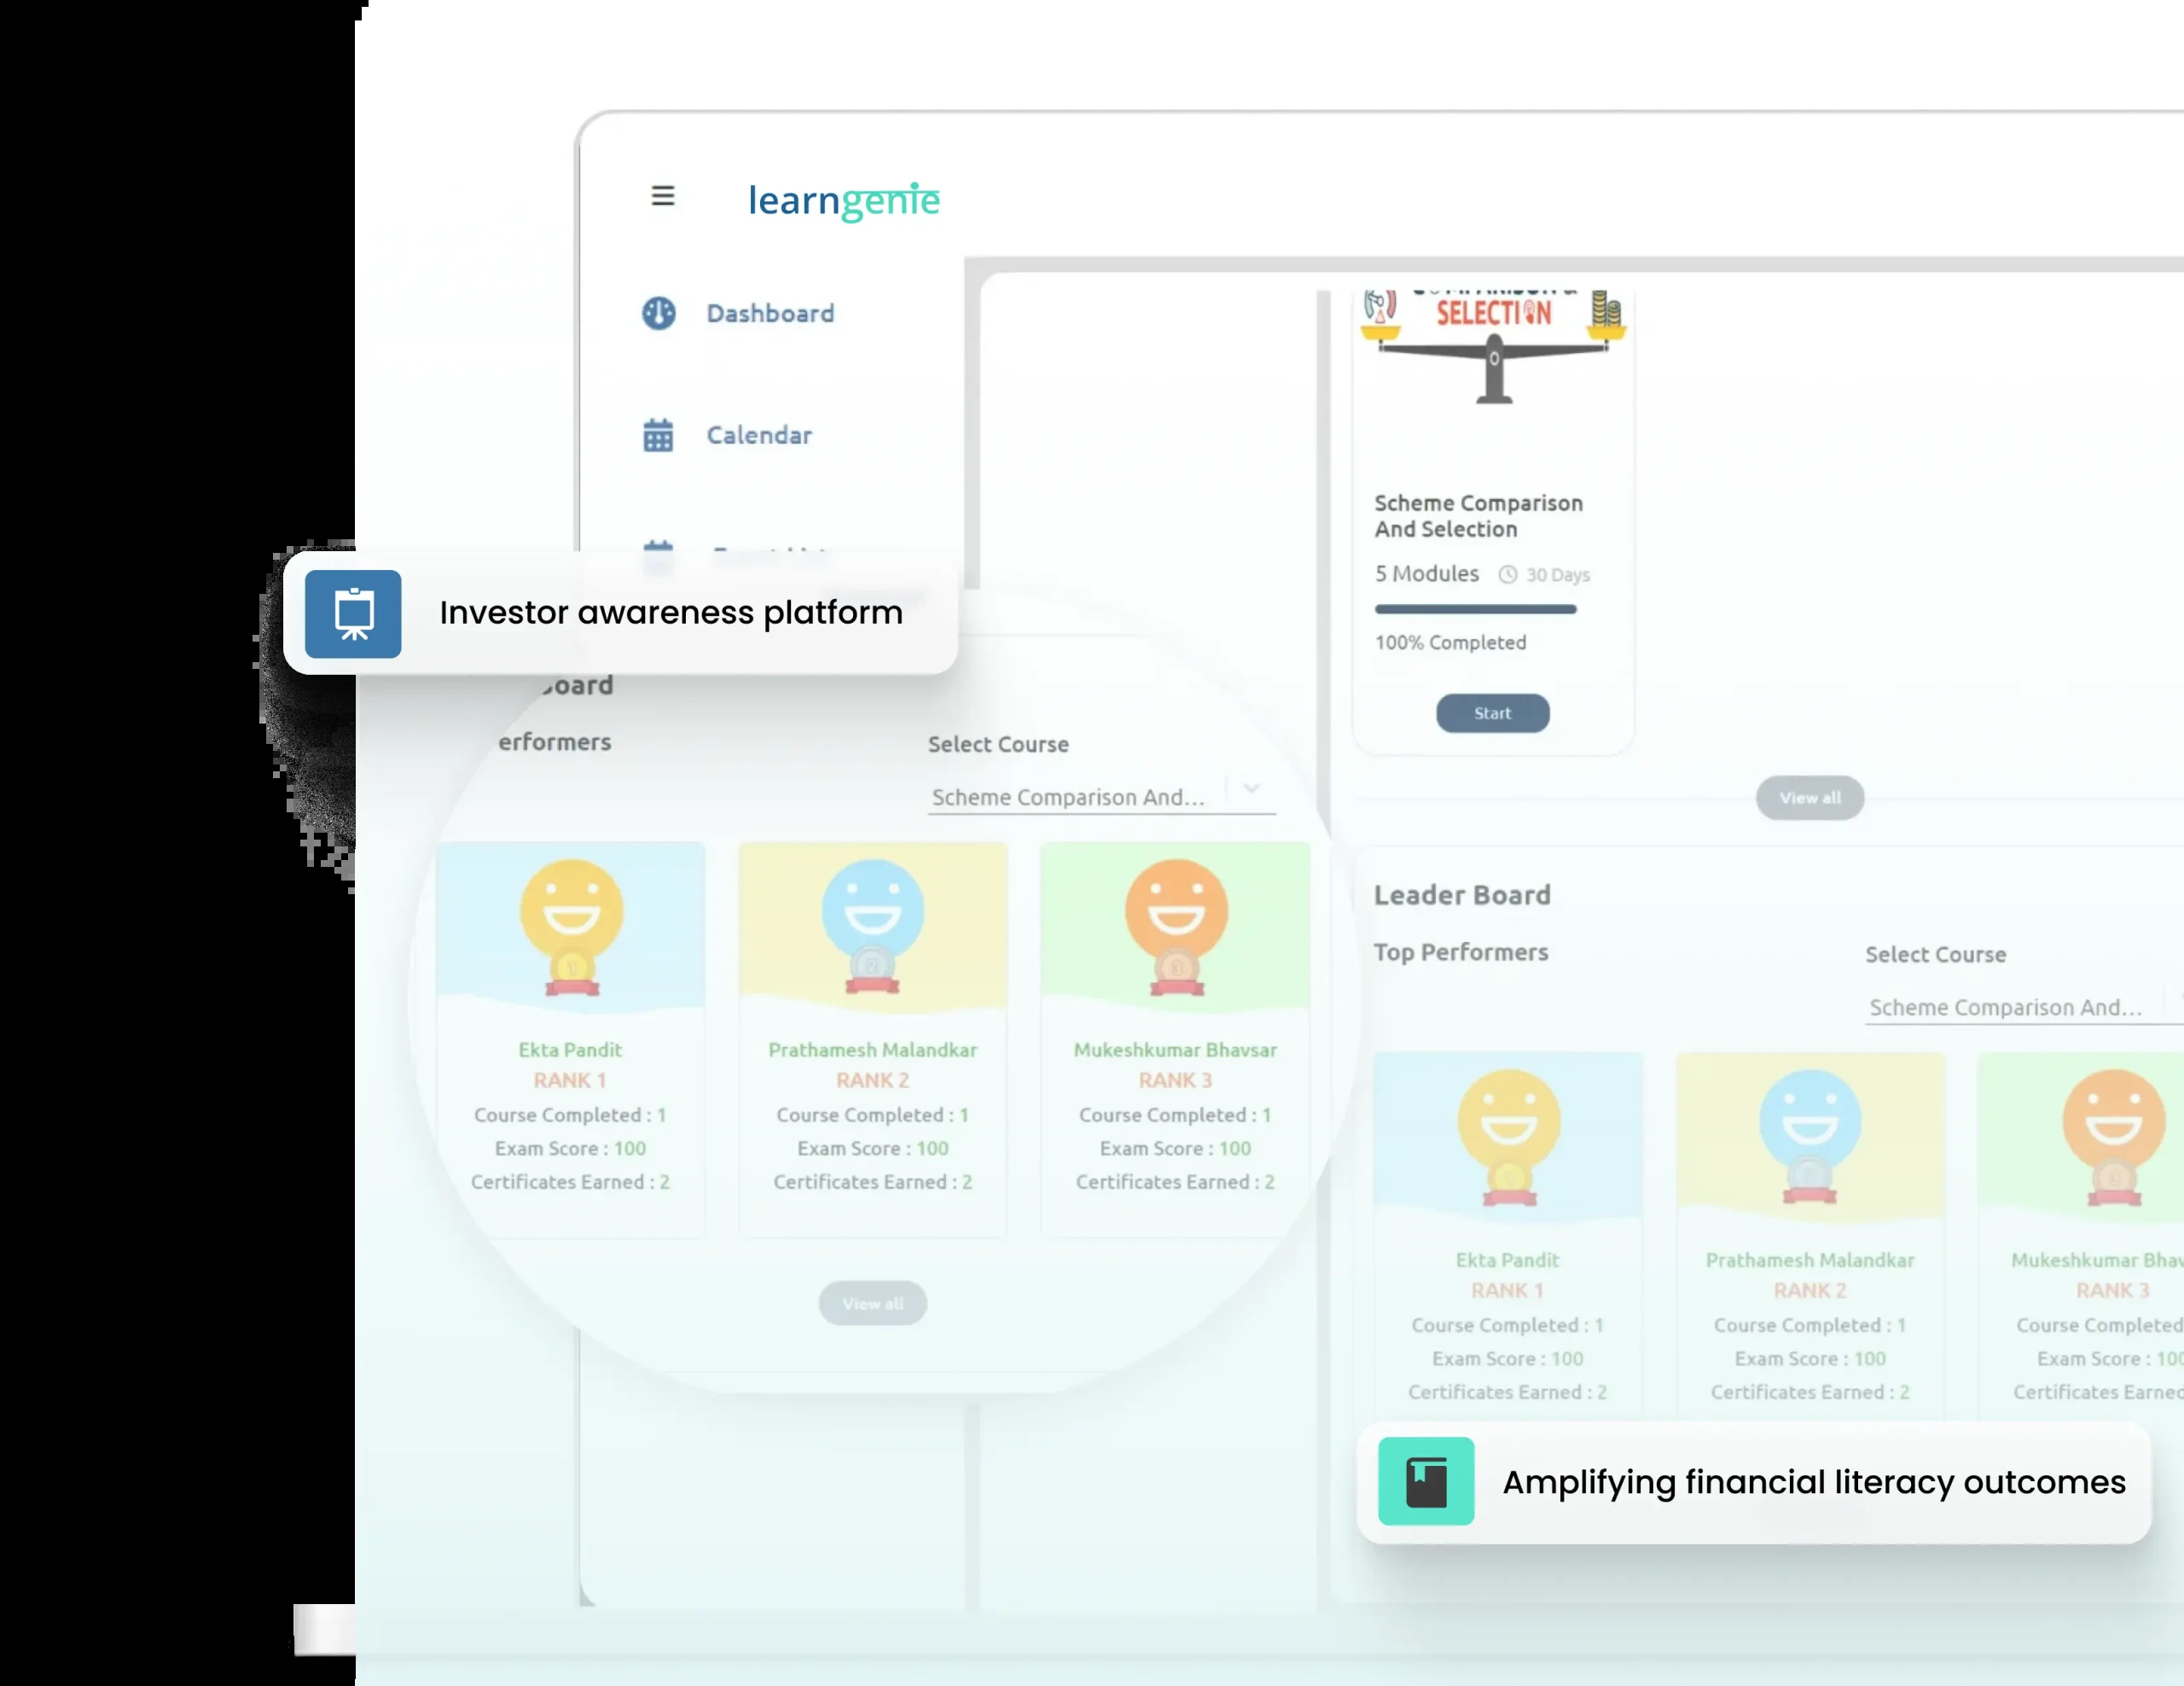 learngenie
Dashboard
Calendar
SELECTION
Scheme Comparison
And Selection
5 Modules 30 Days
100% Completed
Start
View all
Investor awareness platform
Select Course
Scheme Comparison And...
1
2
3
Ekta Pandit
RANK 1
Course Completed : 1
Exam Score : 100
Certificates Earned : 2
Prathamesh Malandkar
RANK 2
Course Completed : 1
Exam Score : 100
Certificates Earned : 2
Mukeshkumar Bhavsar
RANK 3
Course Completed : 1
Exam Score : 100
Certificates Earned : 2
View all
Leader Board
Top Performers
Select Course
Scheme Comparison And...
Ekta Pandit
RANK 1
Course Completed : 1
Exam Score : 100
Certificates Earned : 2
Prathamesh Malandkar
RANK 2
Course Completed : 1
Exam Score : 100
Certificates Earned : 2
Mukeshkumar
RANK 3
Course Completed
Exam Score :
Certificates
Amplifying financial literacy outcomes